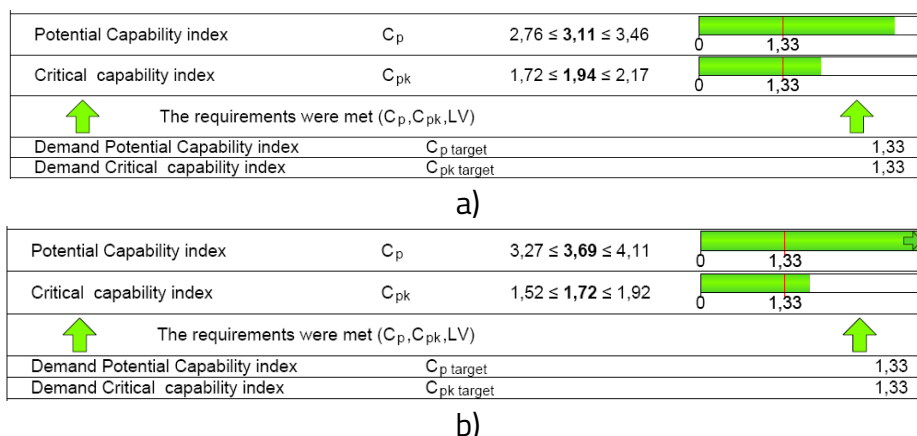 Potential Capability index Cp 2,76 ≤ 3,11 ≤ 3,46
0 1,33
Critical capability index Cpk 1,72 ≤ 1,94 ≤ 2,17
0 1,33
The requirements were met (Cp,Cpk,LV)
Demand Potential Capability index Cp target 1,33
Demand Critical capability index Cpk target 1,33
a)
Potential Capability index Cp 3,27 ≤ 3,69 ≤ 4,11
0 1,33
Critical capability index Cpk 1,52 ≤ 1,72 ≤ 1,92
0 1,33
The requirements were met (Cp,Cpk,LV)
Demand Potential Capability index Cp target 1,33
Demand Critical capability index Cpk target 1,33
b)